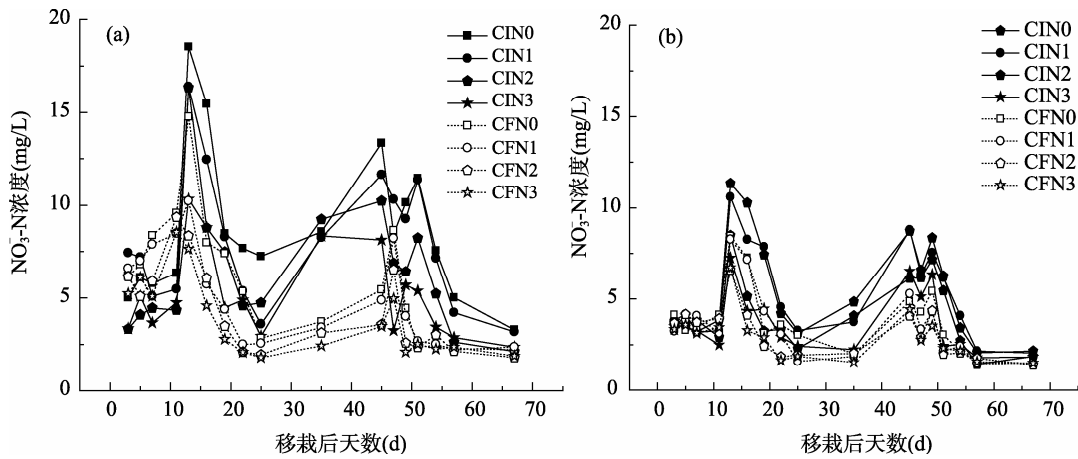 (a)
CIN0
CIN1
CIN2
CIN3
CFN0
CFN1
CFN2
CFN3
NO₃⁻-N浓度(mg/L)
20
15
10
5
0
0 10 20 30 40 50 60 70
移栽后天数(d)
(b)
CIN0
CIN1
CIN2
CIN3
CFN0
CFN1
CFN2
CFN3
NO₃⁻-N浓度(mg/L)
20
15
10
5
0
0 10 20 30 40 50 60 70
移栽后天数(d)